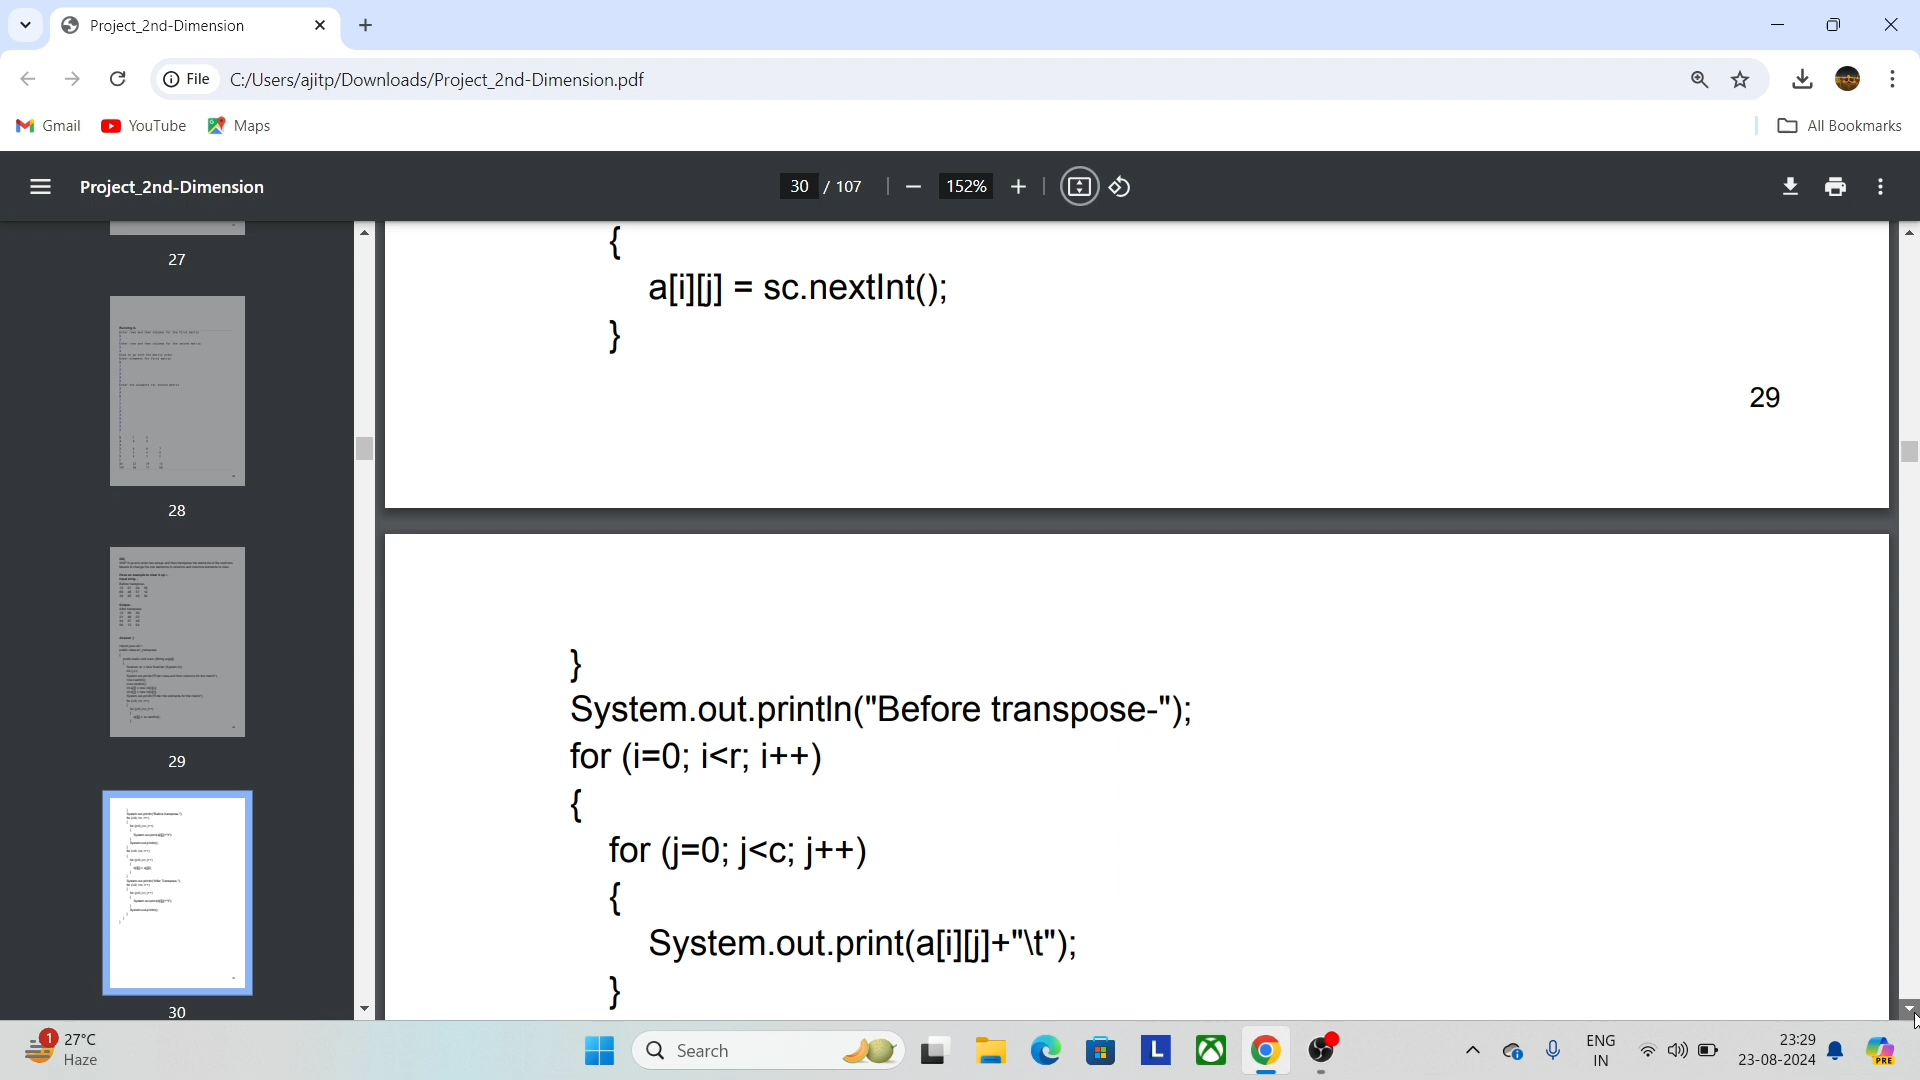 Project_2nd-Dimension
File
C:/Users/ajitp/Downloads/Project_2nd-Dimension.pdf
Gmail
YouTube
Maps
All Bookmarks
Project_2nd-Dimension
30 / 107
152%
27
28
29
30
{
a[i][j] = sc.nextInt();
}
29
}
System.out.println("Before transpose-");
for (i=0; i<r; i++)
{
for (j=0; j<c; j++)
{
System.out.print(a[i][j]+"\t");
}
1
27°C
Haze
Search
L
PRE
ENG
IN
23:29
23-08-2024